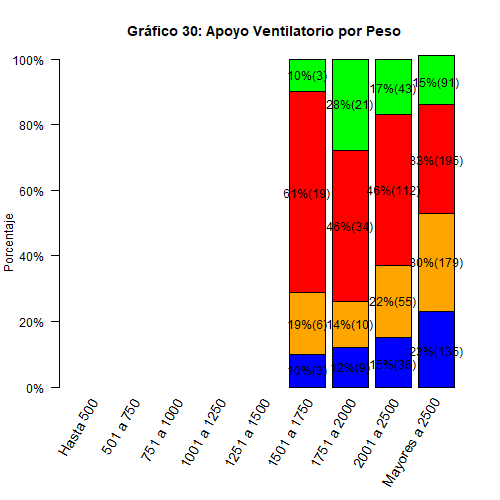 Gráfico 30: Apoyo Ventilatorio por Peso
Porcentaje
100%
80%
60%
40%
20%
0%
10%(3)
61%(19)
19%(6)
10%(3)
28%(21)
46%(34)
14%(10)
12%(9)
17%(43)
46%(112)
22%(55)
15%(36)
15%(91)
33%(195)
30%(179)
Hasta 500
501 a 750
751 a 1000
1001 a 1250
1251 a 1500
1501 a 1750
1751 a 2000
2001 a 2500
Mayores a 2500